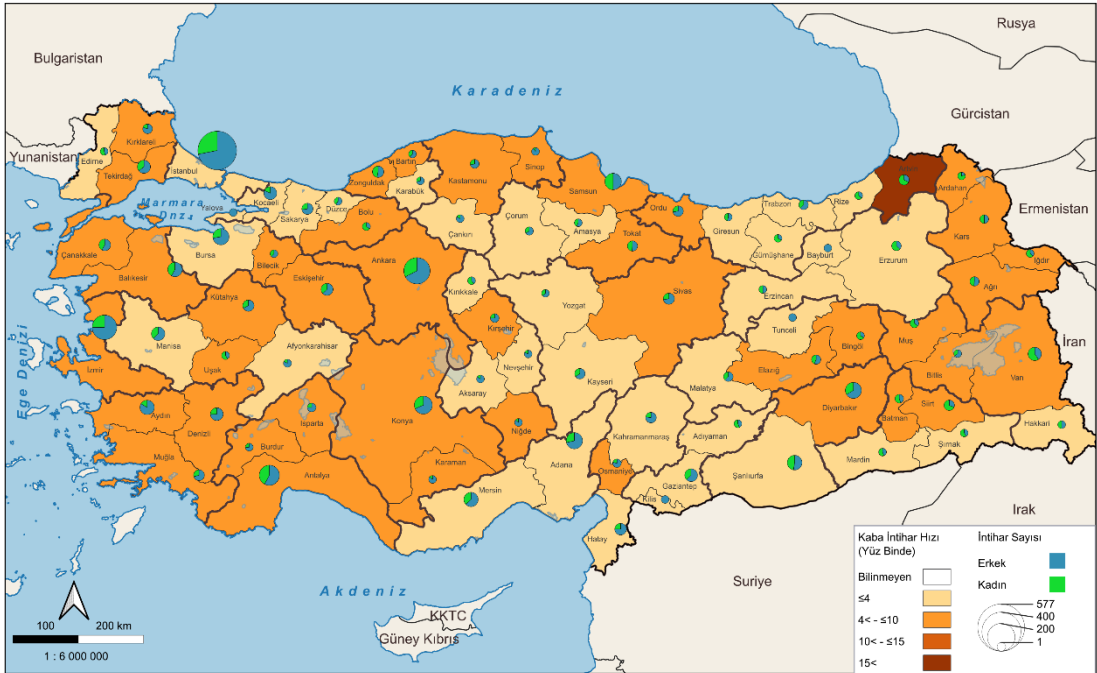 Rusya
Bulgaristan
Karadeniz
Gürcistan
Yunanistan
Ermenistan
İran
Irak
Suriye
Ege Denizi
Marmara
Dnz.
Akdeniz
KKTC
Güney Kıbrıs
Kırklareli
Edirne
Tekirdağ
İstanbul
Yalova
Kocaeli
Sakarya
Düzce
Bolu
Zonguldak
Bartın
Karabük
Kastamonu
Sinop
Samsun
Çankırı
Çorum
Amasya
Tokat
Ordu
Giresun
Trabzon
Gümüşhane
Bayburt
Rize
Ardahan
Kars
Iğdır
Ağrı
Erzurum
Erzincan
Tunceli
Çanakkale
Balıkesir
Bursa
Bilecik
Eskişehir
Kütahya
Ankara
Kırıkkale
Yozgat
Sivas
Kırşehir
Nevşehir
Kayseri
Aksaray
Manisa
İzmir
Uşak
Afyonkarahisar
Aydın
Denizli
Muğla
Burdur
Isparta
Antalya
Konya
Karaman
Niğde
Mersin
Adana
Osmaniye
Hatay
Kahramanmaraş
Malatya
Adıyaman
Gaziantep
Kilis
Şanlıurfa
Elazığ
Bingöl
Muş
Bitlis
Van
Diyarbakır
Batman
Siirt
Mardin
Şırnak
Hakkari
100 200 km
1 : 6 000 000
Kaba İntihar Hızı
(Yüz Binde)
Bilinmeyen
≤4
4< - ≤10
10< - ≤15
15<
İntihar Sayısı
Erkek
Kadın
577
400
200
1